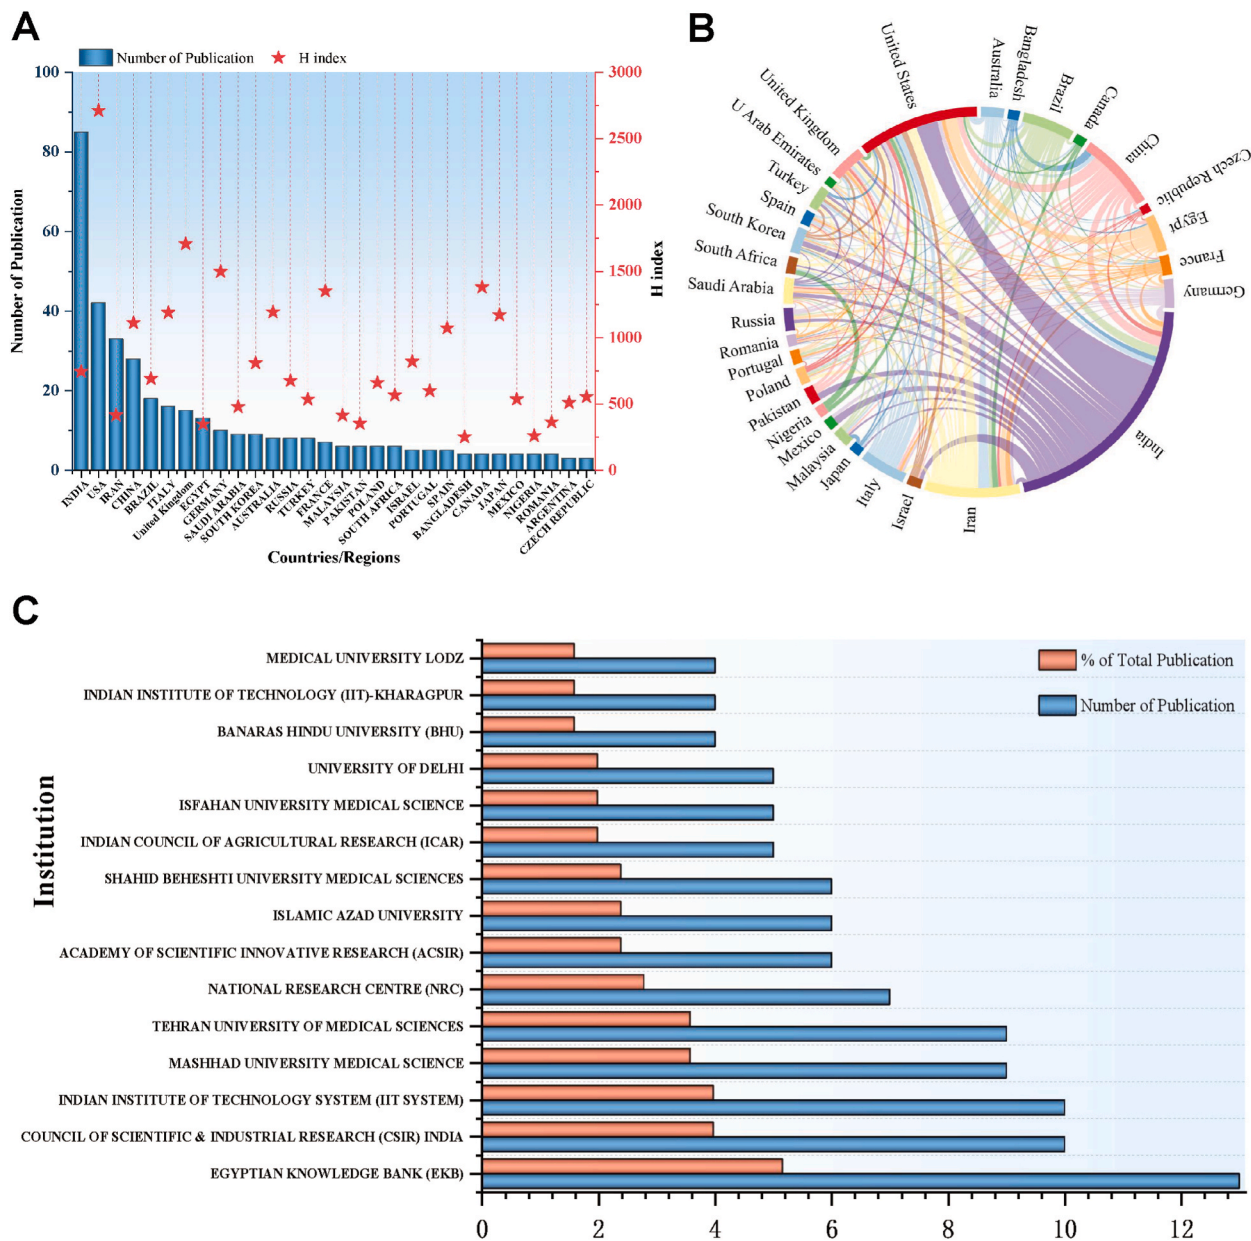 A
Number of Publication
H index
100
80
60
40
20
0
3000
2500
2000
1500
1000
500
0
Number of Publication
H index
INDIA
USA
IRAN
CHINA
BRAZIL
ITALY
United Kingdom
EGYPT
GERMANY
SAUDI ARABIA
SOUTH KOREA
AUSTRALIA
RUSSIA
TURKEY
FRANCE
MALAYSIA
PAKISTAN
POLAND
SOUTH AFRICA
ISRAEL
PORTUGAL
SPAIN
BANGLADESH
CANADA
JAPAN
MEXICO
NIGERIA
ROMANIA
ARGENTINA
CZECH REPUBLIC
Countries/Regions
B
Australia
Bangladesh
Brazil
Canada
China
Czech Republic
Egypt
France
Germany
India
Iran
Israel
Italy
Japan
Malaysia
Mexico
Nigeria
Pakistan
Poland
Portugal
Romania
Russia
Saudi Arabia
South Africa
South Korea
Spain
Turkey
U Arab Emirates
United Kingdom
United States
C
% of Total Publication
Number of Publication
Institution
MEDICAL UNIVERSITY LODZ
INDIAN INSTITUTE OF TECHNOLOGY (IIT)-KHARAGPUR
BANARAS HINDU UNIVERSITY (BHU)
UNIVERSITY OF DELHI
ISFAHAN UNIVERSITY MEDICAL SCIENCE
INDIAN COUNCIL OF AGRICULTURAL RESEARCH (ICAR)
SHAHID BEHESHTI UNIVERSITY MEDICAL SCIENCES
ISLAMIC AZAD UNIVERSITY
ACADEMY OF SCIENTIFIC INNOVATIVE RESEARCH (ACSIR)
NATIONAL RESEARCH CENTRE (NRC)
TEHRAN UNIVERSITY OF MEDICAL SCIENCES
MASHHAD UNIVERSITY MEDICAL SCIENCE
INDIAN INSTITUTE OF TECHNOLOGY SYSTEM (IIT SYSTEM)
COUNCIL OF SCIENTIFIC & INDUSTRIAL RESEARCH (CSIR) INDIA
EGYPTIAN KNOWLEDGE BANK (EKB)
0 2 4 6 8 10 12